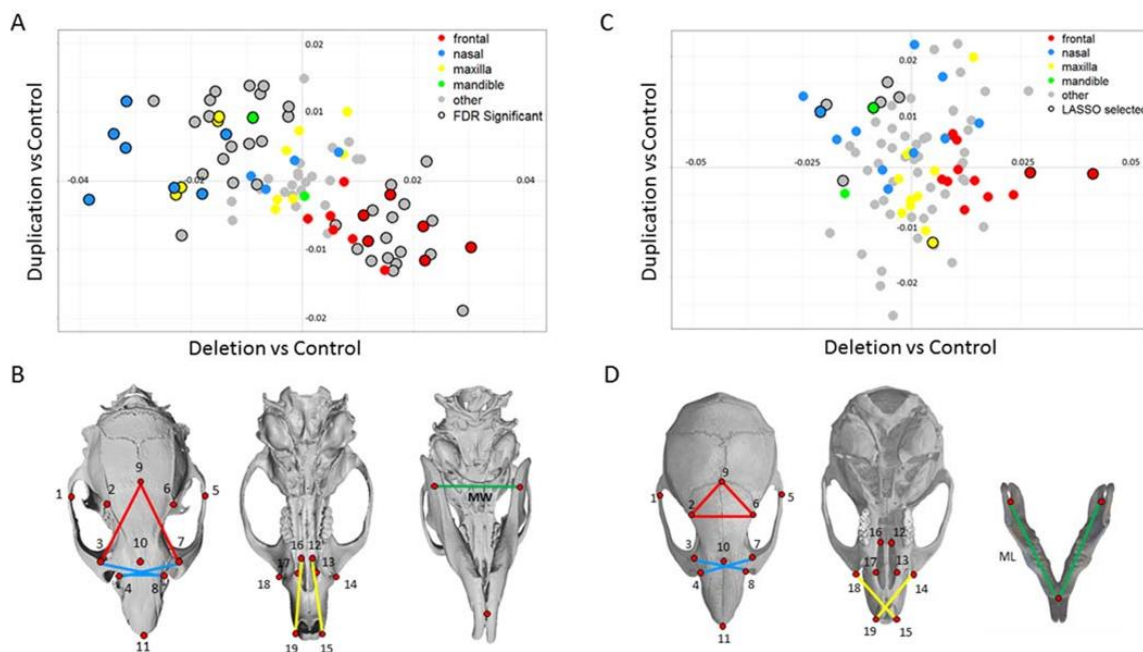 A
0.02
frontal
nasal
maxilla
mandible
other
FDR Significant
0.01
-0.04
-0.02
0.02
0.04
-0.01
-0.02
Duplication vs Control
Deletion vs Control
C
0.02
frontal
nasal
maxilla
mandible
other
LASSO selected
0.01
-0.05
-0.025
0.025
0.05
-0.01
-0.02
Duplication vs Control
Deletion vs Control
B
9
1
2
6
5
3
10
7
4
8
11
16
12
17
13
18
14
19
15
MW
D
9
1
2
6
5
3
10
7
4
8
11
16
12
18
17
13
14
19
15
ML